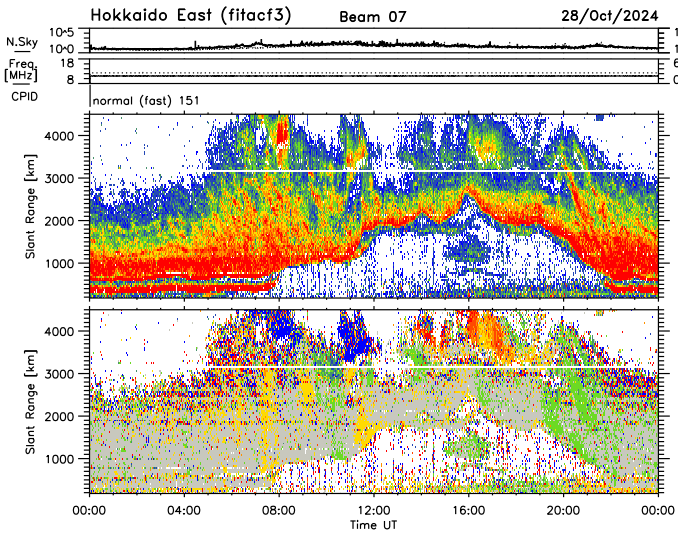 Hokkaido East (fitacf3) Beam 07 28/Oct/2024
N.Sky 10^5 1
10^0 1
Freq. 18 6
[MHz] 8 0
CPID normal (fast) 151
4000
3000
Slant Range [km]
2000
1000
4000
3000
Slant Range [km]
2000
1000
00:00 04:00 08:00 12:00 16:00 20:00 00:00
Time UT